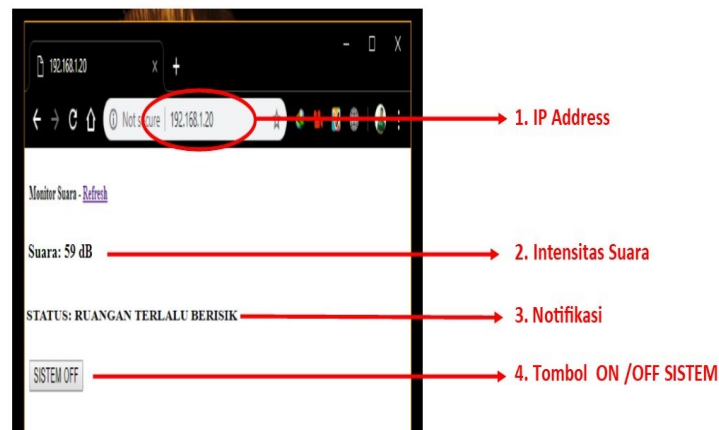 192.168.1.20
Not secure 192.168.1.20
1. IP Address
Monitor Suara - Refresh
Suara: 59 dB
2. Intensitas Suara
STATUS: RUANGAN TERLALU BERISIK
3. Notifikasi
SISTEM OFF
4. Tombol ON /OFF SISTEM